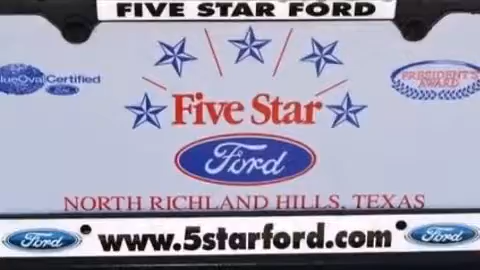 FIVE STAR FORD
BlueOval Certified
Ford
PRESIDENT'S
AWARD
Five Star
Ford
NORTH RICHLAND HILLS, TEXAS
Ford www.5starford.com Ford